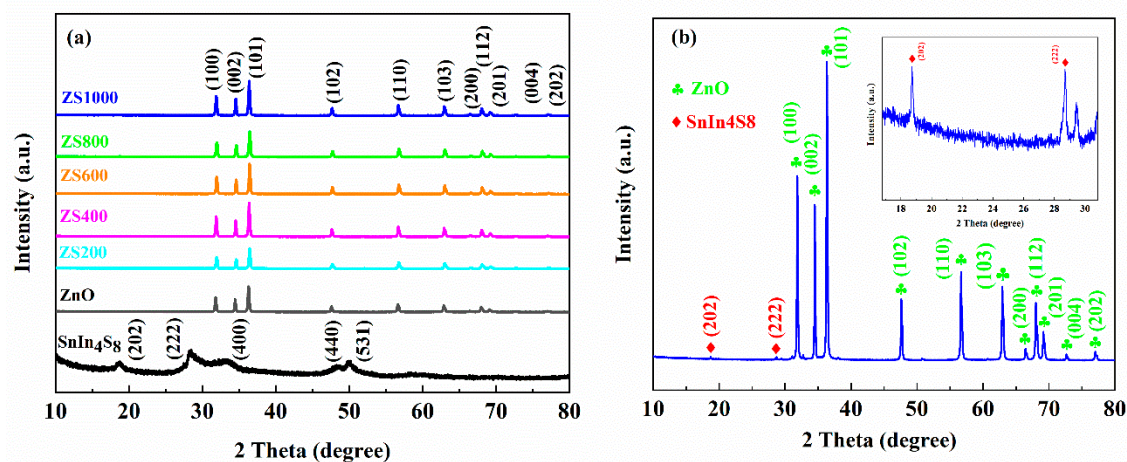 (a)
(100)
(002)
(101)
(102)
(110)
(103)
(200)
(112)
(201)
(004)
(202)
ZS1000
ZS800
ZS600
ZS400
ZS200
ZnO
SnIn4S8
(202)
(222)
(400)
(440)
(531)
Intensity (a.u.)
10 20 30 40 50 60 70 80
2 Theta (degree)
(b)
ZnO
SnIn4S8
(202)
(222)
(100)
(002)
(101)
(102)
(110)
(103)
(200)
(112)
(201)
(004)
(202)
Intensity (a.u.)
10 20 30 40 50 60 70 80
2 Theta (degree)
(202)
(222)
Intensity (a.u.)
18 20 22 24 26 28 30
2 Theta (degree)